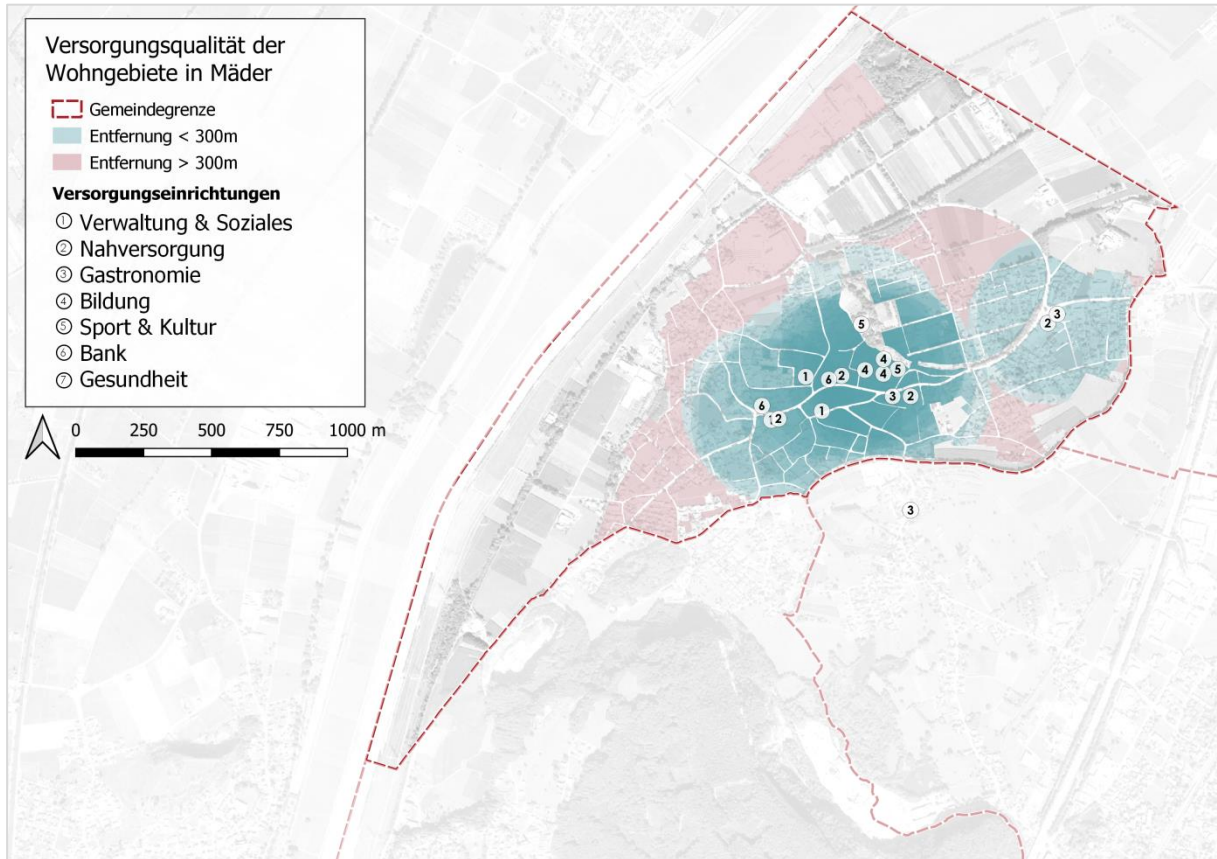 Versorgungsqualität der
Wohngebiete in Mäder
Gemeindegrenze
Entfernung < 300m
Entfernung > 300m
Versorgungseinrichtungen
① Verwaltung & Soziales
② Nahversorgung
③ Gastronomie
④ Bildung
⑤ Sport & Kultur
⑥ Bank
⑦ Gesundheit
0 250 500 750 1000 m
5
3
2
4
1 6 2 4 4 5
3 2
6
2 1
3